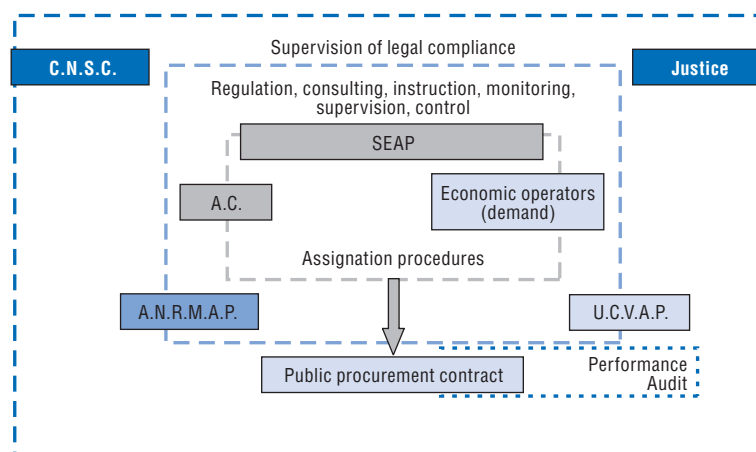 Supervision of legal compliance
C.N.S.C.
Justice
Regulation, consulting, instruction, monitoring,
supervision, control
SEAP
A.C.
Economic operators
(demand)
Assignation procedures
A.N.R.M.A.P.
U.C.V.A.P.
Public procurement contract
Performance
Audit